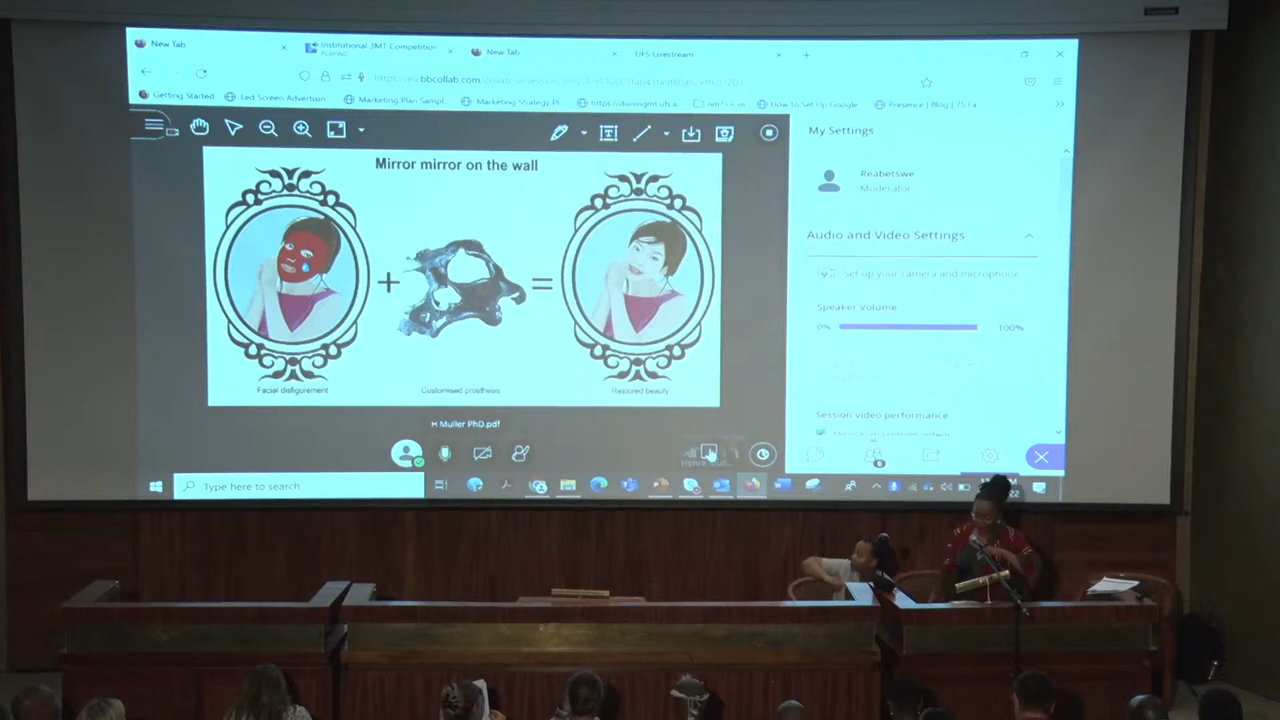 New Tab
Institutional 3MT Competition
PLAYING
New Tab
UFS Livestream
Getting Started
Led Screen Advertisin
Marketing Plan Sampl
Marketing Strategy Pl
How to Set Up Google
Presence | Blog | 75 Fa
My Settings
Reabetswe
Moderator
Audio and Video Settings
Set up your camera and microphone
Speaker Volume
0%
100%
Session video performance
Mirror mirror on the wall
+
=
Facial disfigurement
Customised prosthesis
Restored beauty
H Muller PhD.pdf
6
Type here to search